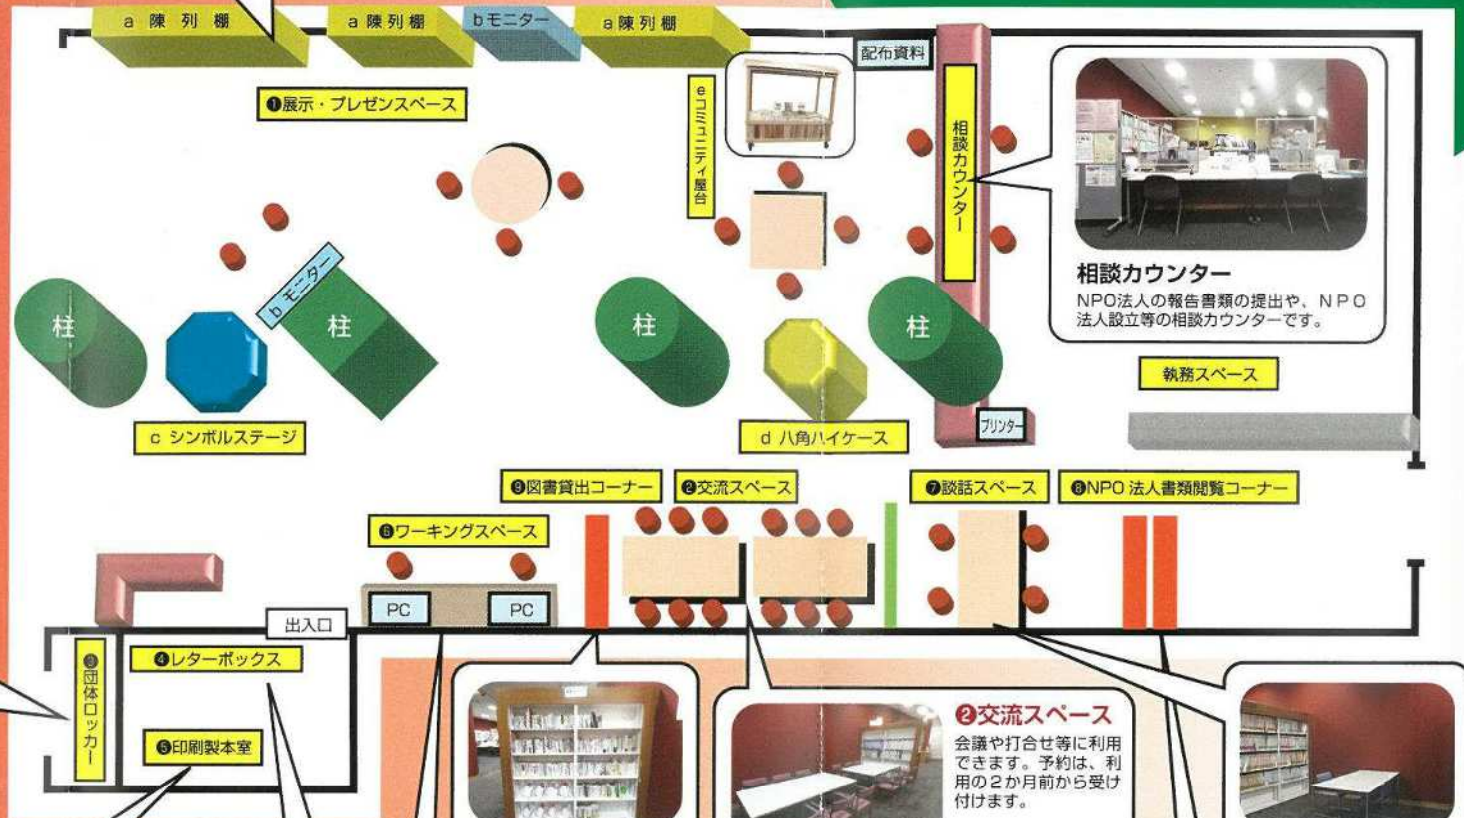 a 陳 列 棚
a 陳列棚
bモニター
a 陳列棚
配布資料
❶展示・プレゼンスペース
eコミュニティ屋台
相談カウンター
相談カウンター
NPO法人の報告書類の提出や、NPO
法人設立等の相談カウンターです。
bモニター
柱
柱
柱
柱
執務スペース
c シンボルステージ
d 八角ハイケース
プリンター
❾図書貸出コーナー
❷交流スペース
❼談話スペース
❽NPO 法人書類閲覧コーナー
❻ワーキングスペース
PC
PC
出入口
❸団体ロッカー
❹レターボックス
❺印刷製本室
❷交流スペース
会議や打合せ等に利用
できます。予約は、利
用の2か月前から受け
付けます。